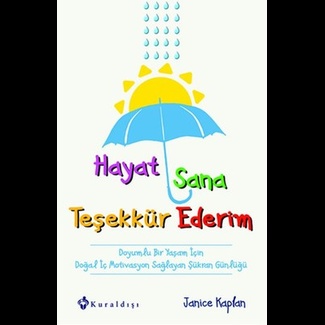 Hayat
Sana
Teşekkür Ederim
Doyumlu Bir Yaşam İçin
Doğal İç Motivasyon Sağlayan Şükran Günlüğü
Kuraldışı
Janice Kaplan